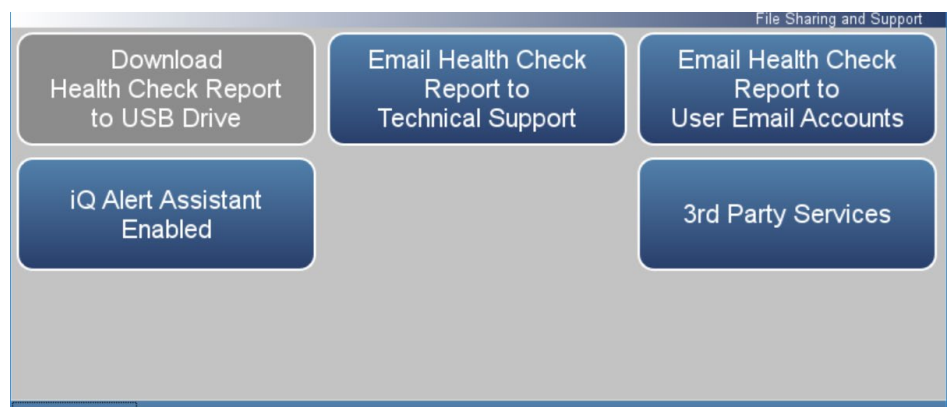 File Sharing and Support
Download
Health Check Report
to USB Drive
Email Health Check
Report to
Technical Support
Email Health Check
Report to
User Email Accounts
iQ Alert Assistant
Enabled
3rd Party Services